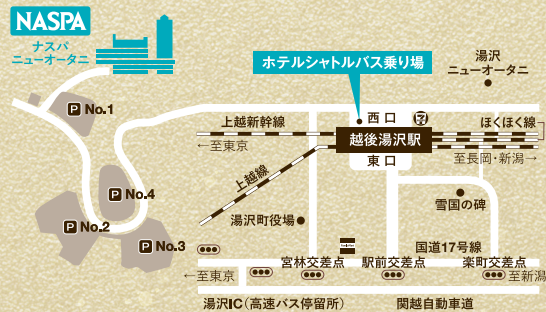 NASPA
ナスパ
ニューオータニ
ホテルシャトルバス乗り場
湯沢
ニューオータニ
P No.1
西口
上越新幹線
ほくほく線
越後湯沢駅
←至東京
東口
至長岡・新潟→
上越線
P No.4
雪国の碑
湯沢町役場
P No.2
P No.3
国道17号線
宮林交差点
駅前交差点
楽町交差点
←至東京
至新潟
湯沢IC(高速バス停留所)
関越自動車道